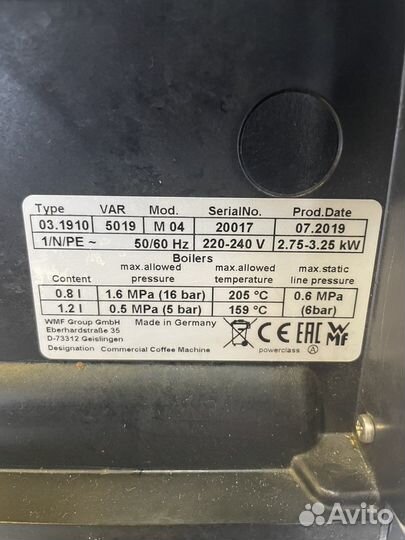 Type VAR Mod. SerialNo. Prod.Date
03.1910 5019 M 04 20017 07.2019
1/N/PE ~ 50/60 Hz 220-240 V 2.75-3.25 kW
Boilers
Content max.allowed pressure max.allowed temperature max.static line pressure
0.8 l 1.6 MPa (16 bar) 205 °C 0.6 MPa
1.2 l 0.5 MPa (5 bar) 159 °C (6bar)
WMF Group GmbH Made in Germany
Eberhardstraße 35
D-73312 Geislingen
Designation Commercial Coffee Machine
CE EAC WMF
powerclass A
Avito